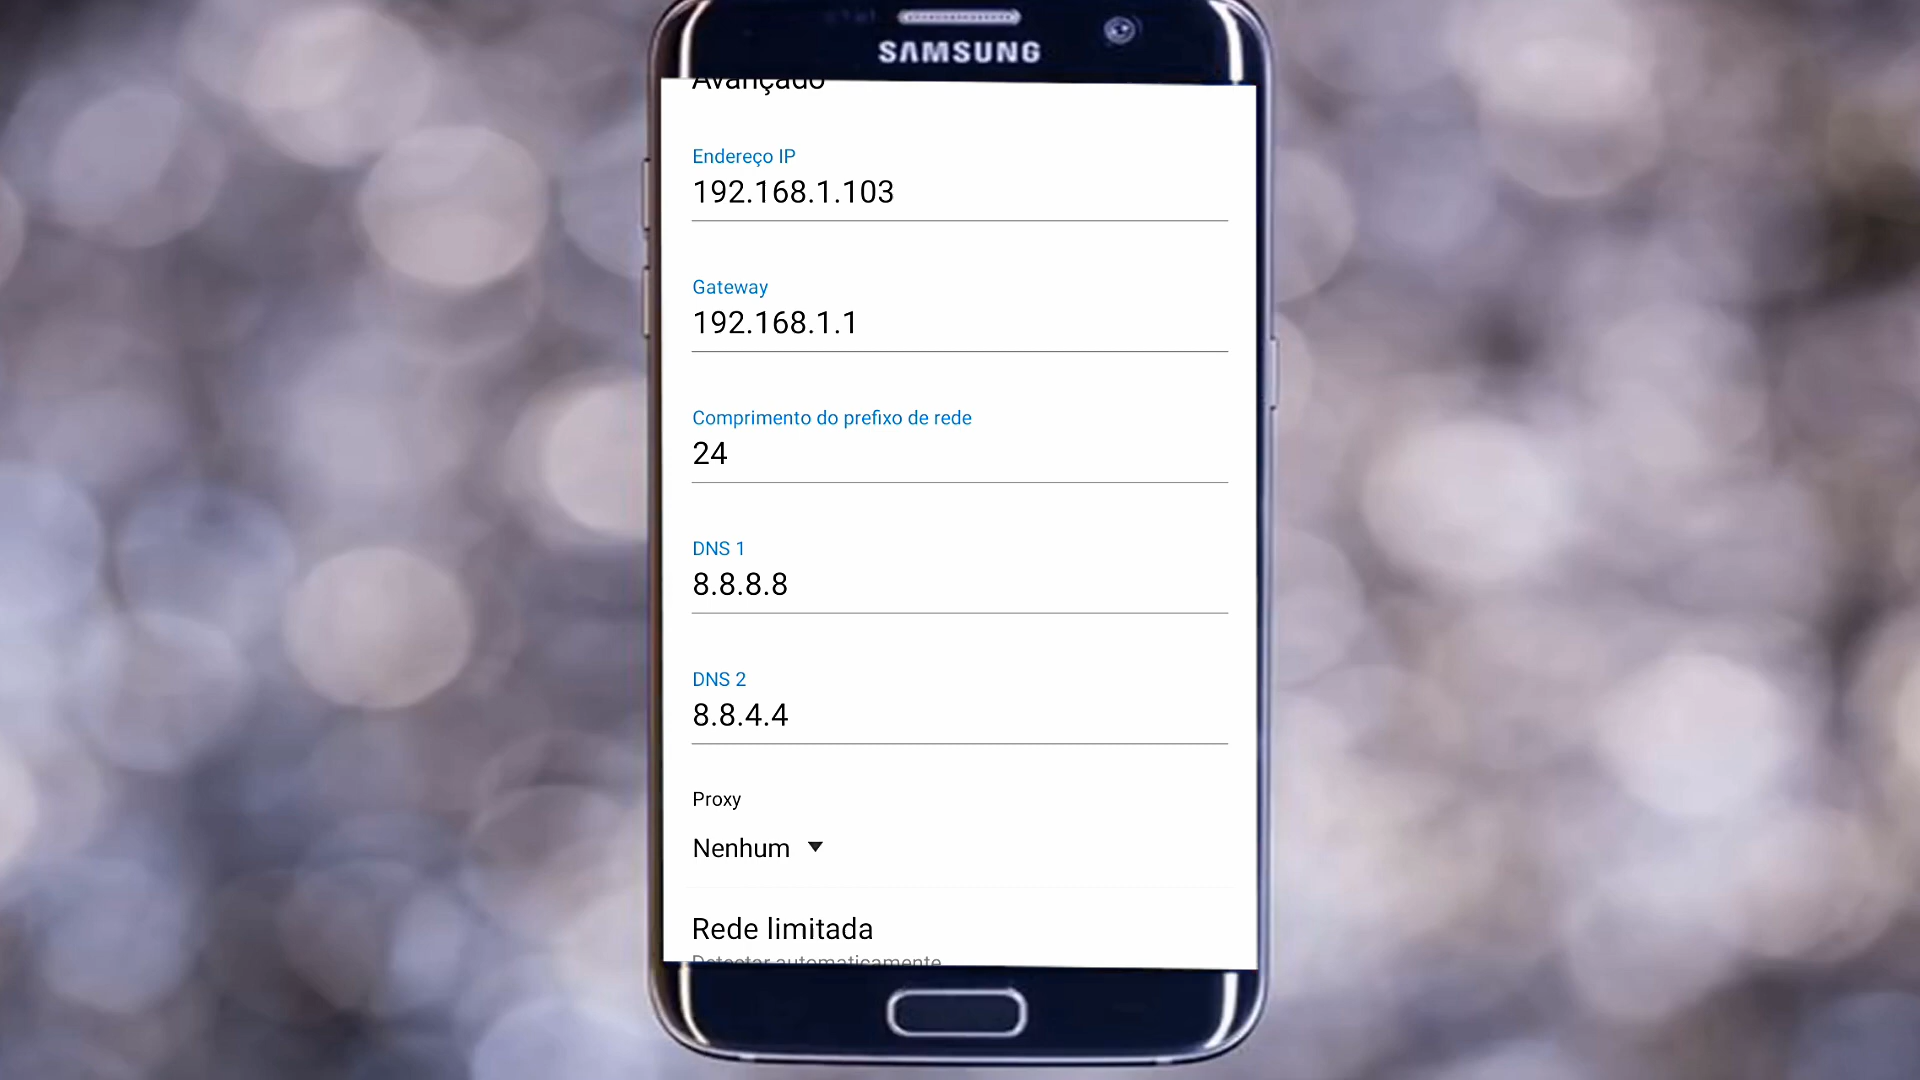 SAMSUNG
Avançado
Endereço IP
192.168.1.103
Gateway
192.168.1.1
Comprimento do prefixo de rede
24
DNS 1
8.8.8.8
DNS 2
8.8.4.4
Proxy
Nenhum
Rede limitada
Detectar automaticamente